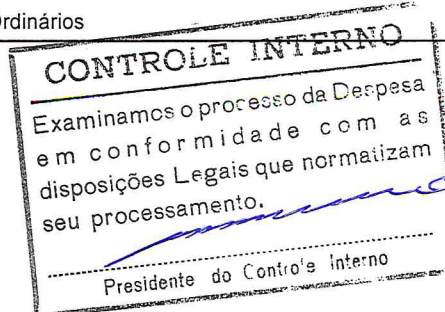 Ordinários
CONTROLE INTERNO
Examinamos o processo da Despesa
em conformidade com as
disposições Legais que normatizam
seu processamento.
Presidente do Controle Interno